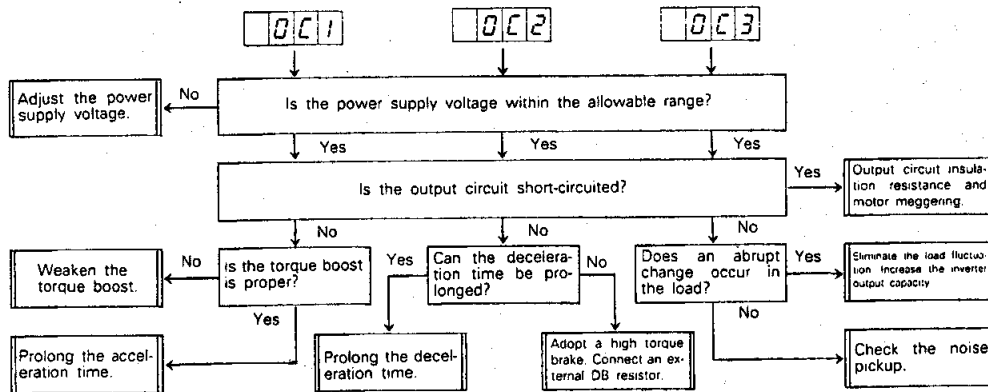 OC1
OC2
OC3
Adjust the power
supply voltage.
No
Is the power supply voltage within the allowable range?
Yes
Yes
Yes
Is the output circuit short-circuited?
Yes
Output circuit insula-
tion resistance and
motor meggering.
No
No
No
Weaken the
torque boost.
No
is the torque boost
is proper?
Yes
Can the decelera-
tion time be pro-
longed?
No
Does an abrupt
change occur in
the load?
Yes
Eliminate the load fluctua-
tion Increase the inverter
output capacity
Yes
No
Prolong the accel-
eration time.
Prolong the decel-
eration time.
Adopt a high torque
brake. Connect an ex-
ternal DB resistor.
Check the noise
pickup.